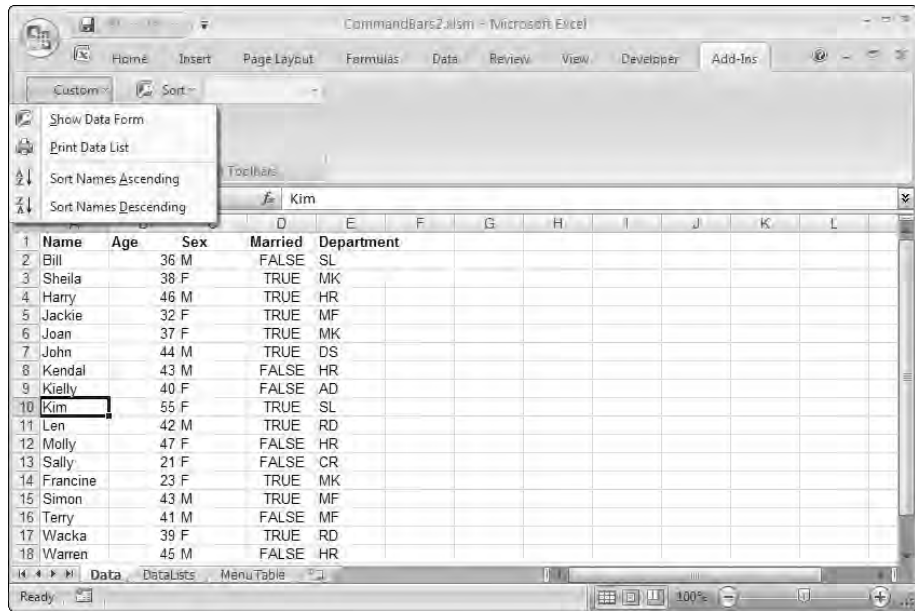 CommandBars2.xlsm - Microsoft Excel
Home Insert Page Layout Formulas Data Review View Developer Add-Ins
Custom Sort
Show Data Form
Print Data List
Sort Names Ascending
Sort Names Descending
Toolbars
fx Kim
D E F G H I J K L
1 Name Age Sex Married Department
2 Bill 36 M FALSE SL
3 Sheila 38 F TRUE MK
4 Harry 46 M TRUE HR
5 Jackie 32 F TRUE MF
6 Joan 37 F TRUE MK
7 John 44 M TRUE DS
8 Kendal 43 M FALSE HR
9 Kielly 40 F FALSE AD
10 Kim 55 F TRUE SL
11 Len 42 M TRUE RD
12 Molly 47 F FALSE HR
13 Sally 21 F FALSE CR
14 Francine 23 F TRUE MK
15 Simon 43 M TRUE MF
16 Terry 41 M FALSE MF
17 Wacka 39 F TRUE RD
18 Warren 45 M FALSE HR
Data DataLists MenuTable
Ready 100%